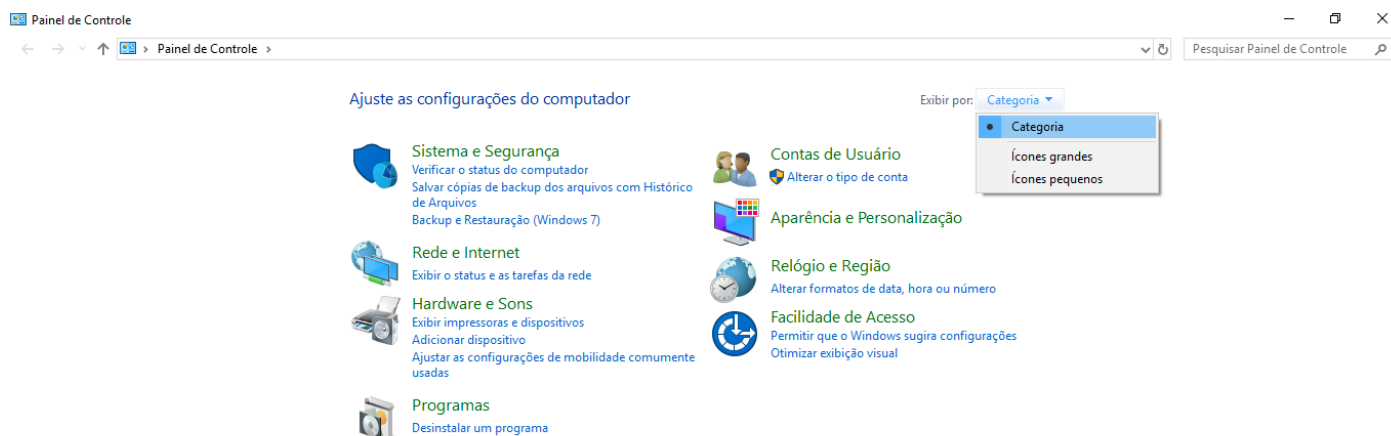 Painel de Controle
Painel de Controle
Pesquisar Painel de Controle
Ajuste as configurações do computador
Exibir por: Categoria
Categoria
Ícones grandes
Ícones pequenos
Sistema e Segurança
Verificar o status do computador
Salvar cópias de backup dos arquivos com Histórico
de Arquivos
Backup e Restauração (Windows 7)
Rede e Internet
Exibir o status e as tarefas da rede
Hardware e Sons
Exibir impressoras e dispositivos
Adicionar dispositivo
Ajustar as configurações de mobilidade comumente
usadas
Programas
Desinstalar um programa
Contas de Usuário
Alterar o tipo de conta
Aparência e Personalização
Relógio e Região
Alterar formatos de data, hora ou número
Facilidade de Acesso
Permitir que o Windows sugira configurações
Otimizar exibição visual